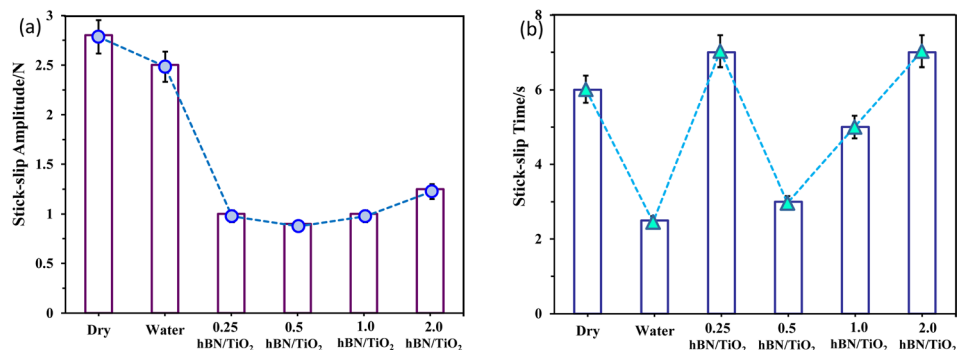 (a)
Stick-slip Amplitude/N
3
2.5
2
1.5
1
0.5
0
Dry Water 0.25 0.5 1.0 2.0
hBN/TiO₂ hBN/TiO₂ hBN/TiO₂ hBN/TiO₂
(b)
Stick-slip Time/s
8
6
4
2
0
Dry Water 0.25 0.5 1.0 2.0
hBN/TiO₂ hBN/TiO₂ hBN/TiO₂ hBN/TiO₂